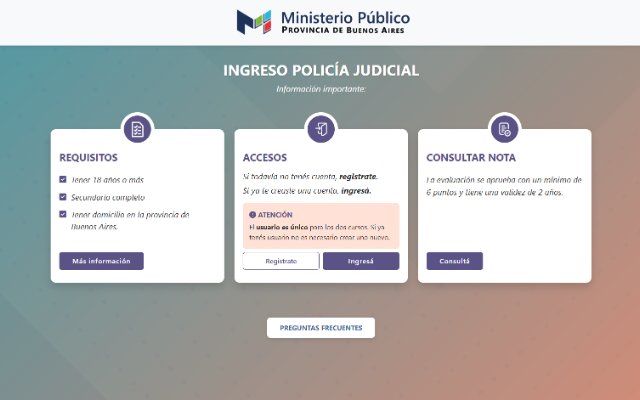 Ministerio Público
PROVINCIA DE BUENOS AIRES
INGRESO POLICÍA JUDICIAL
Información importante:
REQUISITOS
Tener 18 años o más
Secundario completo
Tener domicilio en la provincia de
Buenos Aires.
Más información
ACCESOS
Si todavía no tenés cuenta, registrate.
Si ya te creaste una cuenta, ingresá.
ATENCIÓN
El usuario es único para los dos cursos. Si ya
tenés usuario no es necesario crear uno nuevo.
Registrate
Ingresá
CONSULTAR NOTA
La evaluación se aprueba con un mínimo de
6 puntos y tiene una validez de 2 años.
Consultá
PREGUNTAS FRECUENTES